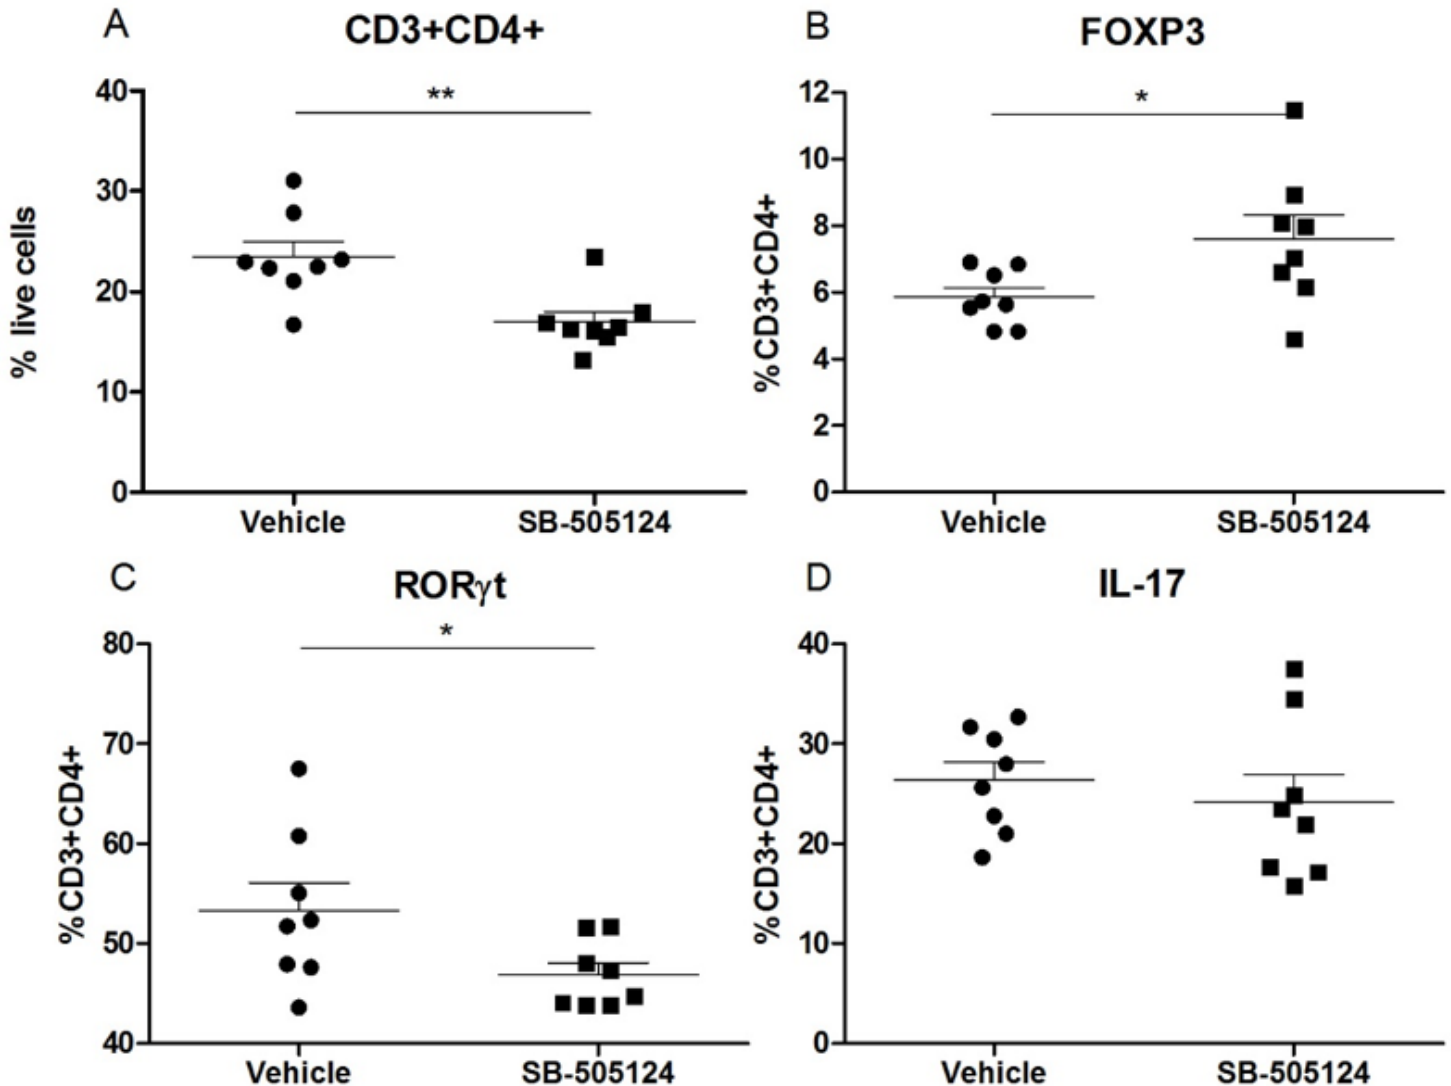 A
CD3+CD4+
**
% live cells
40
30
20
10
0
Vehicle
SB-505124
B
FOXP3
*
%CD3+CD4+
12
10
8
6
4
2
0
Vehicle
SB-505124
C
RORγt
*
%CD3+CD4+
80
70
60
50
40
Vehicle
SB-505124
D
IL-17
%CD3+CD4+
40
30
20
10
0
Vehicle
SB-505124